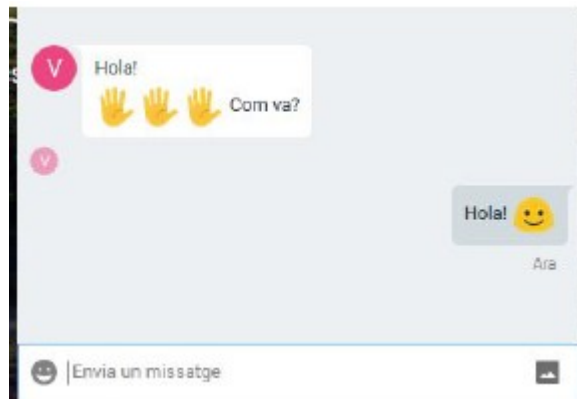 V
Hola!
🖐🖐🖐 Com va?
V
Hola! 🙂
Ara
Envia un missatge